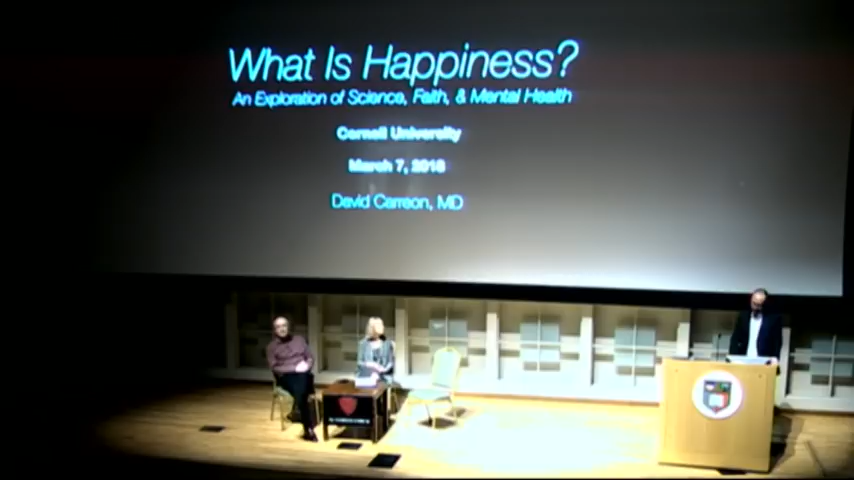 What Is Happiness?
An Exploration of Science, Faith, & Mental Health
Cornell University
March 7, 2018
David Carreon, MD